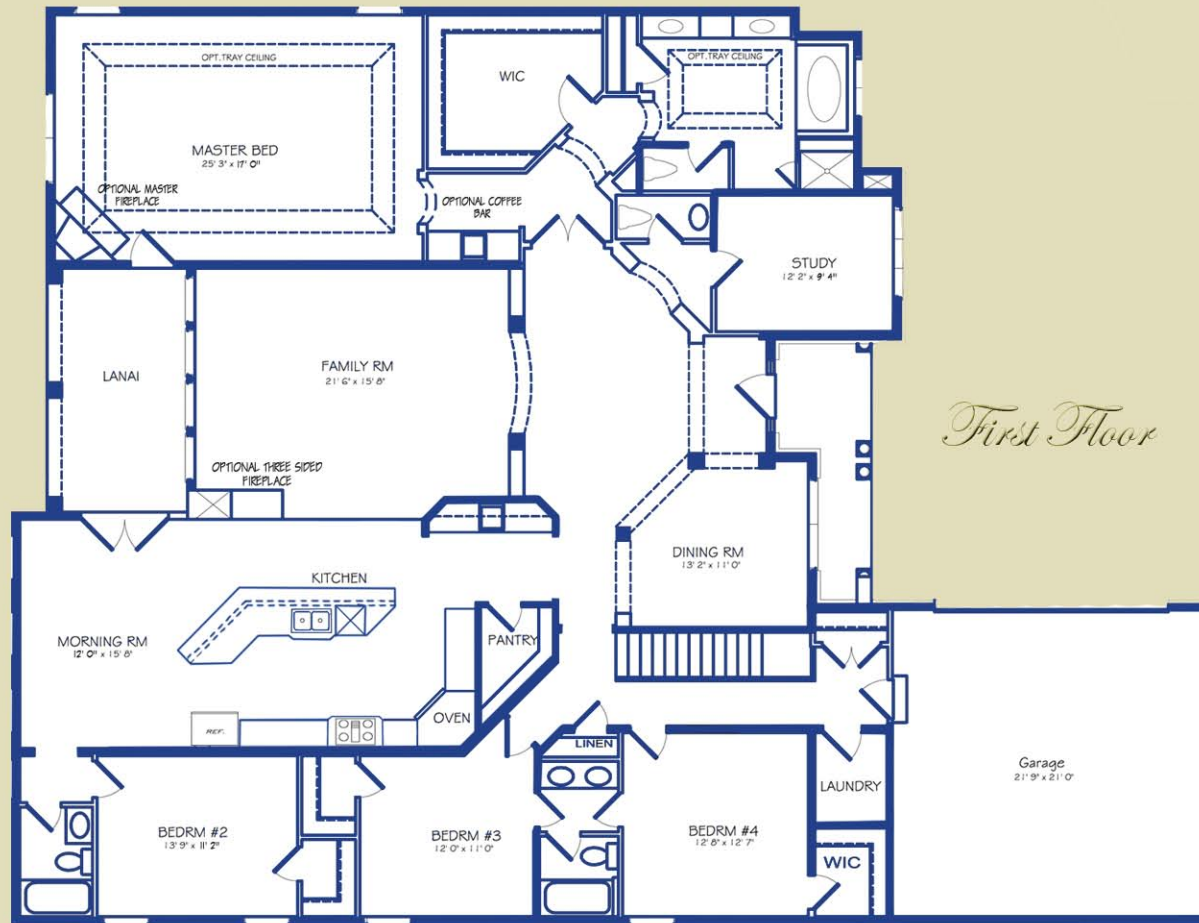 OPT. TRAY CEILING
WIC
OPT. TRAY CEILING
MASTER BED
25' 3" x 17' 0"
OPTIONAL MASTER
FIREPLACE
OPTIONAL COFFEE
BAR
STUDY
12' 2" x 9' 4"
LANAI
FAMILY RM
21' 6" x 15' 8"
First Floor
OPTIONAL THREE SIDED
FIREPLACE
DINING RM
13' 2" x 11' 0"
KITCHEN
MORNING RM
12' 0" x 15' 8"
PANTRY
OVEN
REF.
LINEN
Garage
21' 9" x 21' 0"
LAUNDRY
BEDRM #2
13' 9" x 11' 2"
BEDRM #3
12' 0" x 11' 0"
BEDRM #4
12' 8" x 12' 7"
WIC